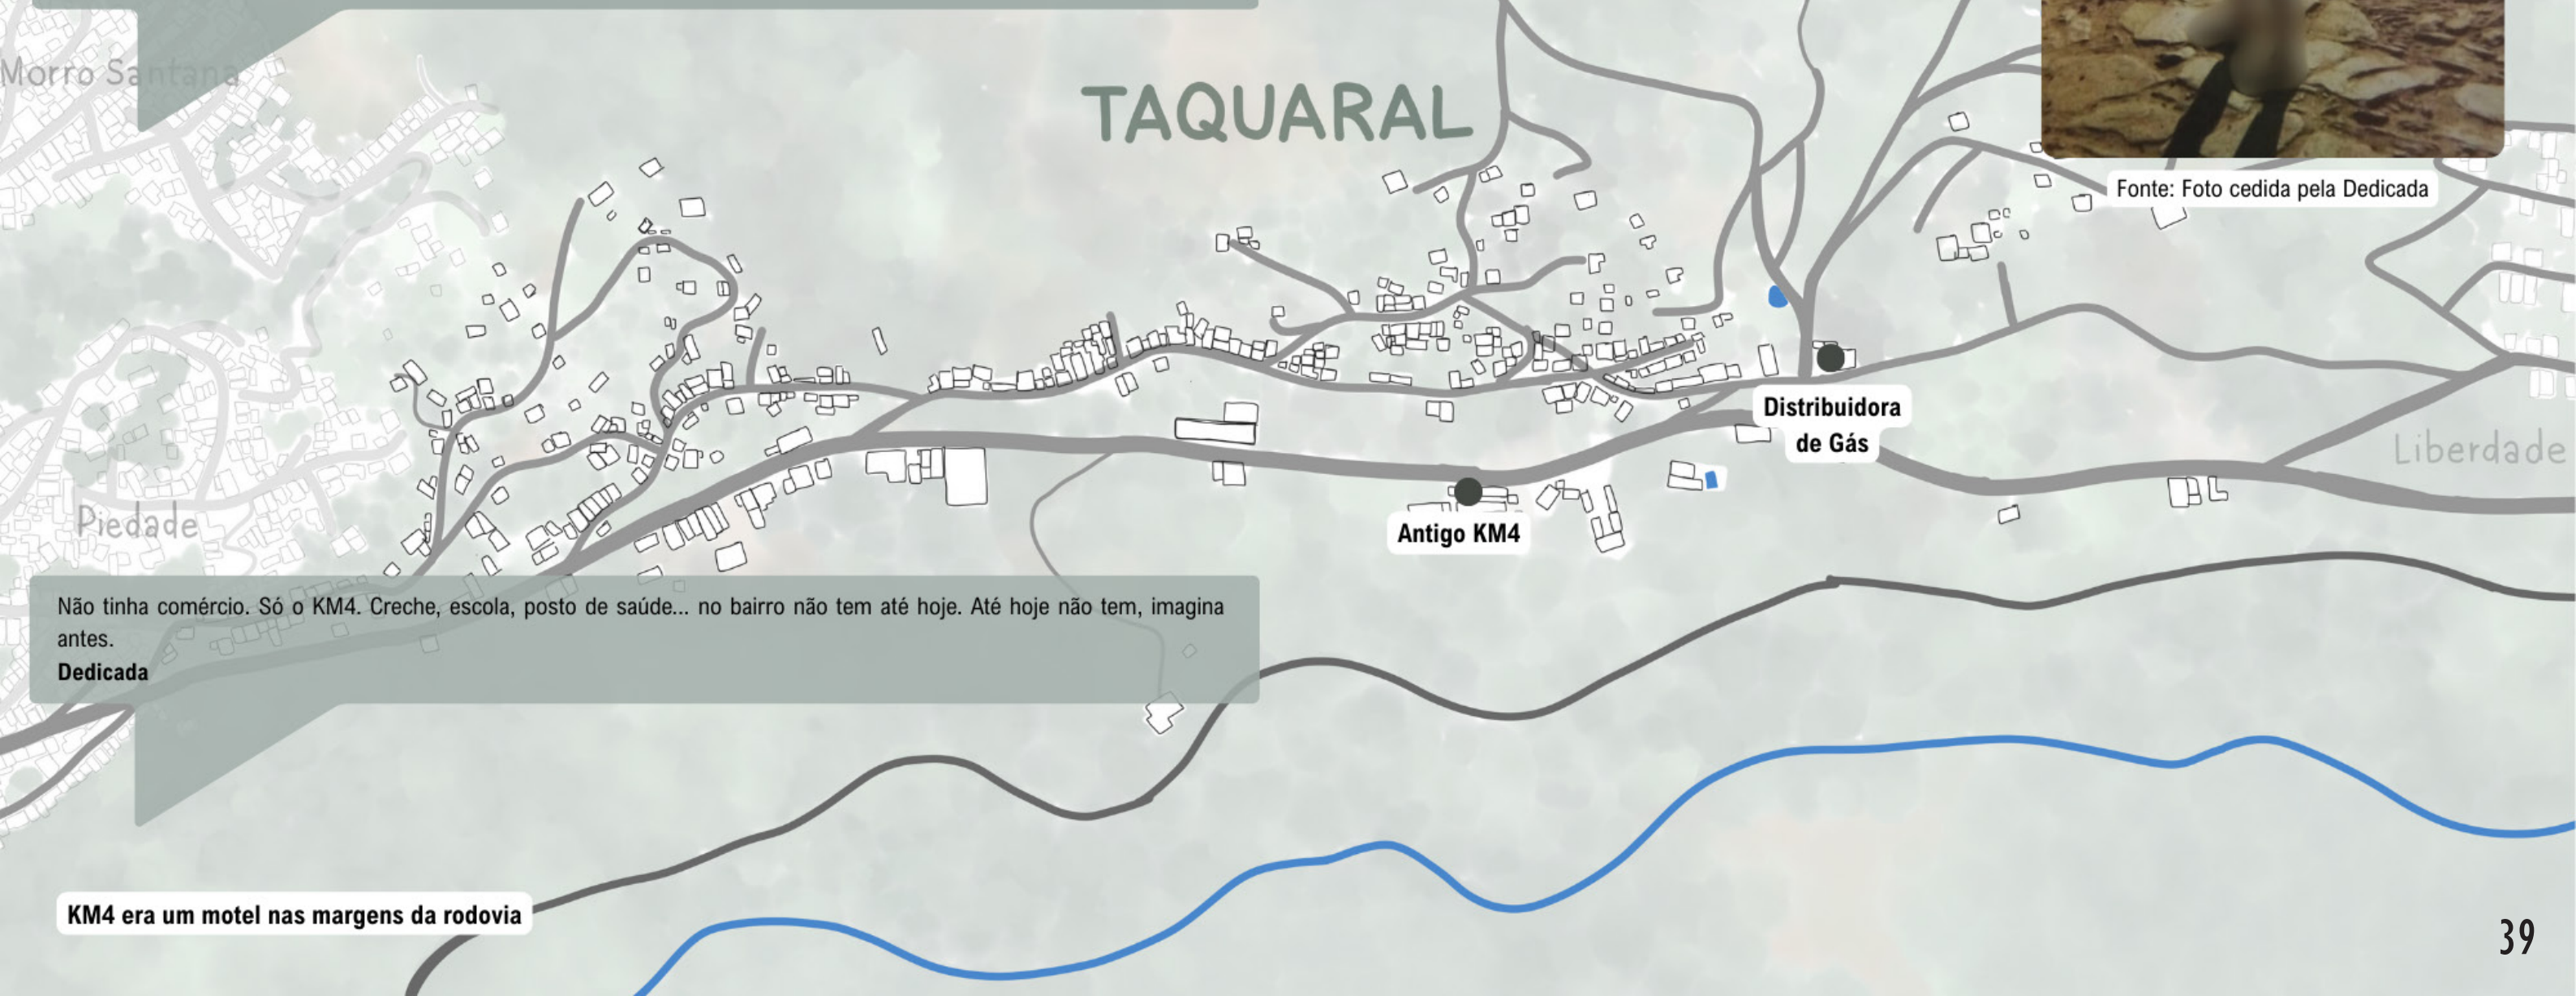 Morro Santana
TAQUARAL
Fonte: Foto cedida pela Dedicada
Distribuidora
de Gás
Liberdade
Antigo KM4
Piedade
Não tinha comércio. Só o KM4. Creche, escola, posto de saúde... no bairro não tem até hoje. Até hoje não tem, imagina
antes.
Dedicada
KM4 era um motel nas margens da rodovia
39